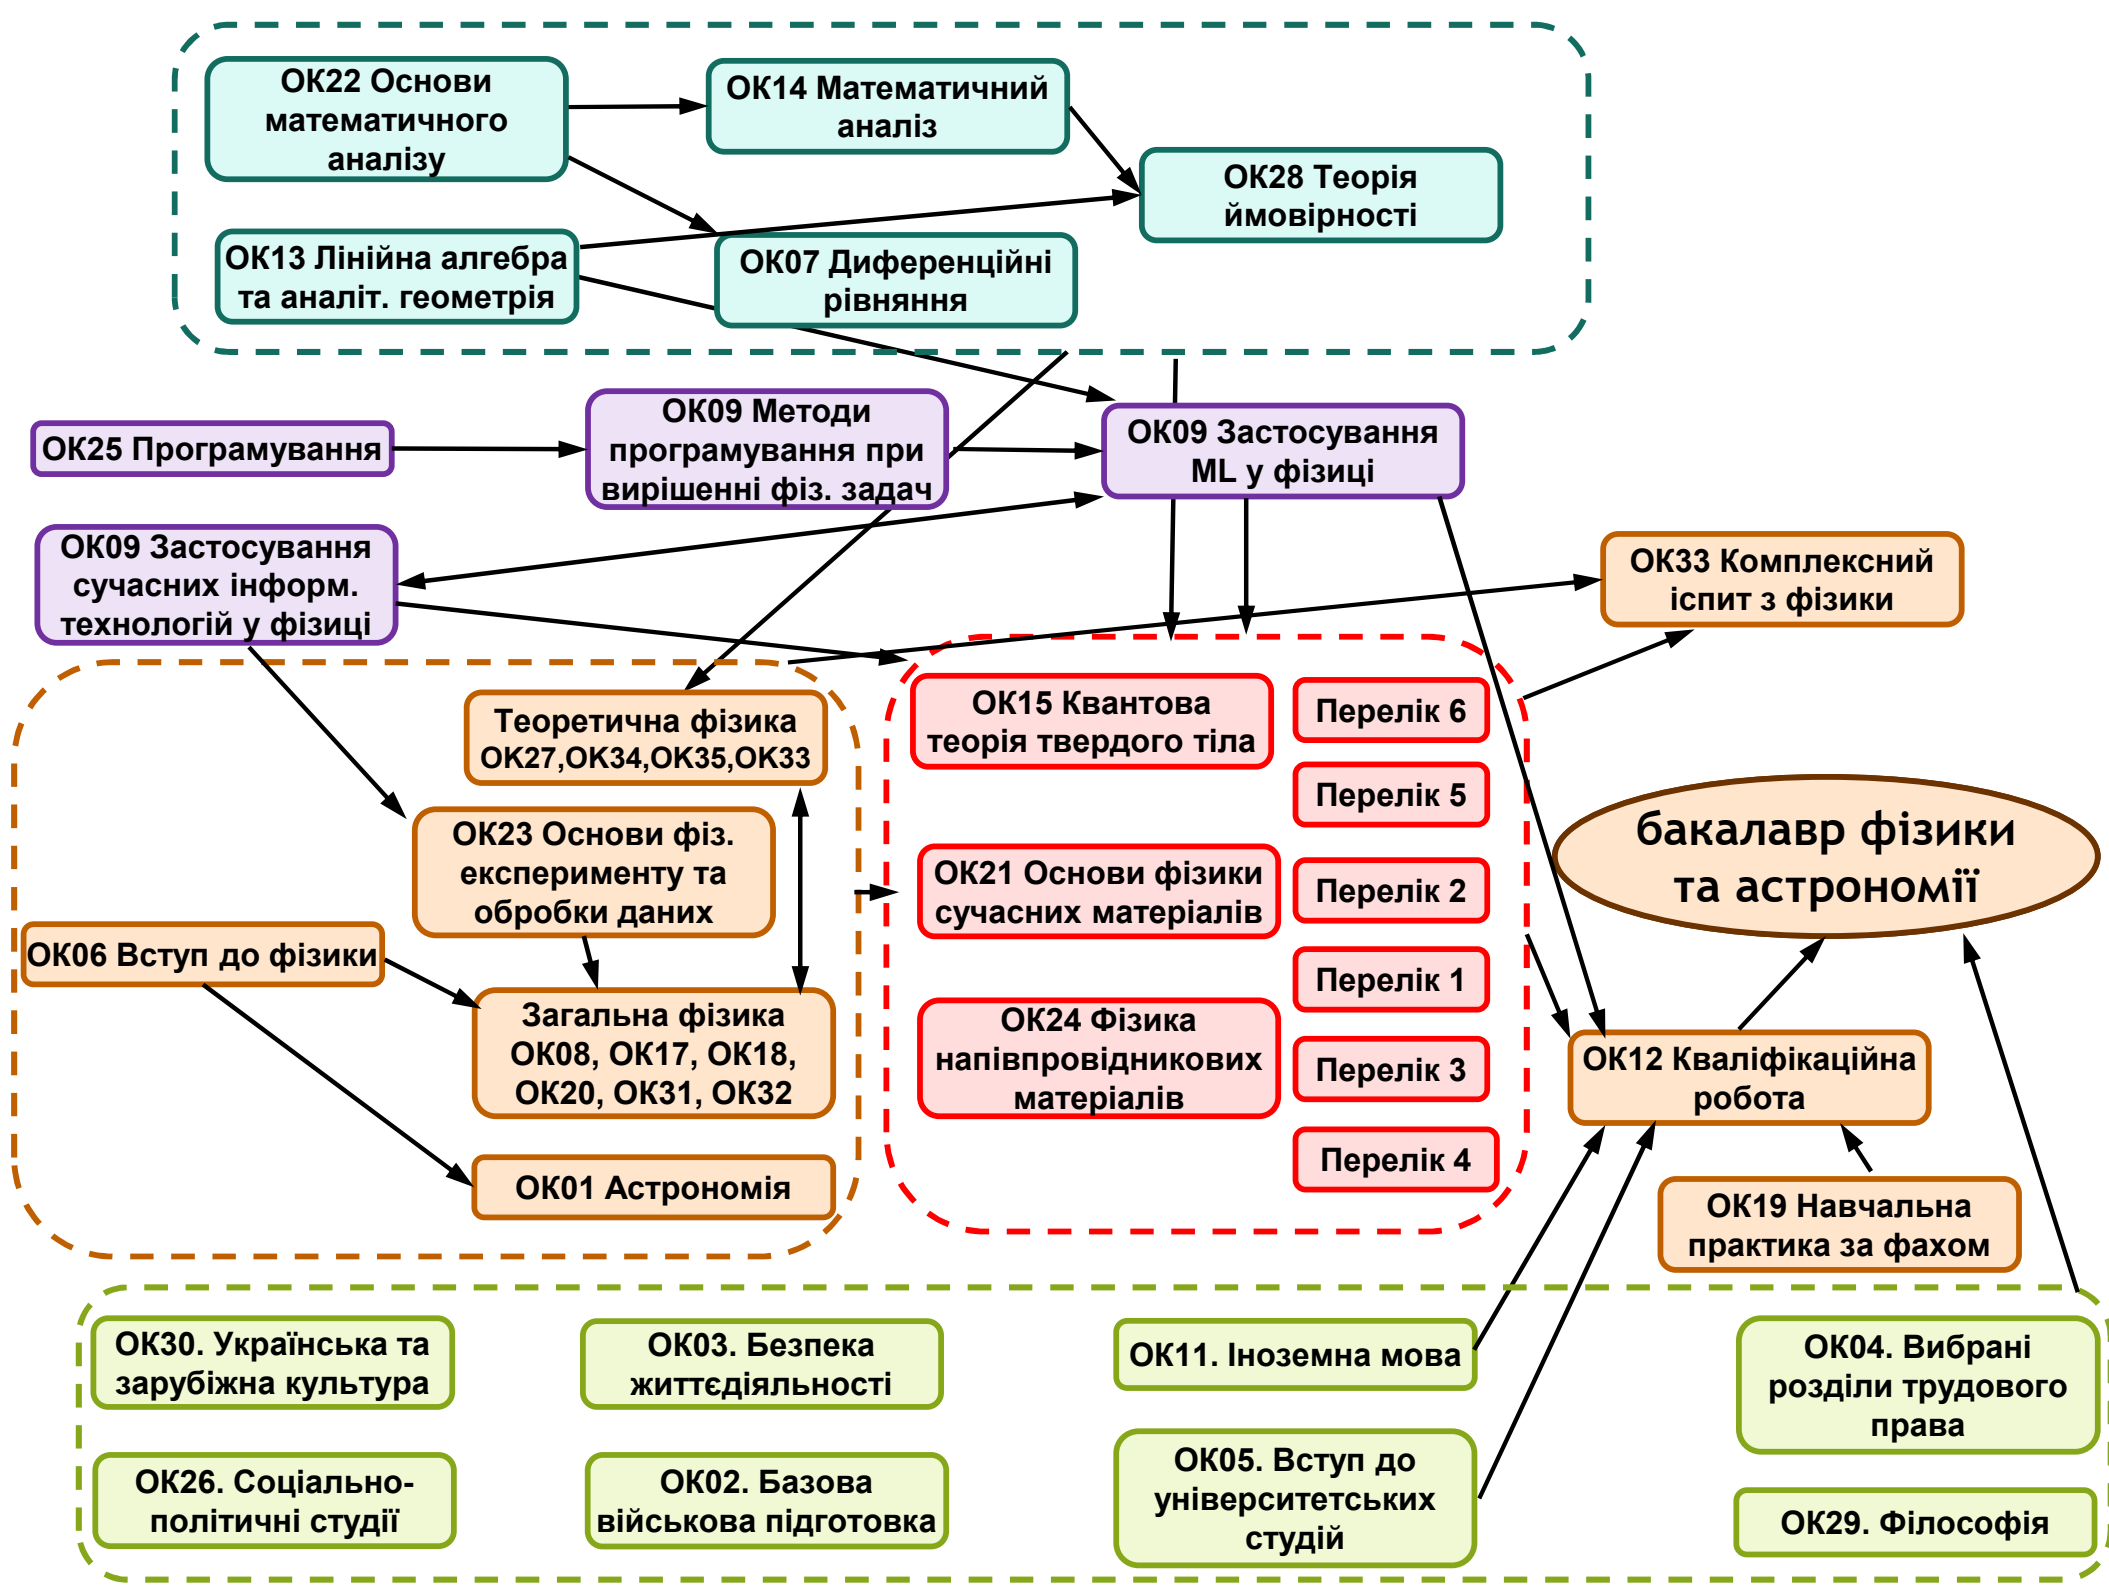 ОК22 Основи
математичного
аналізу
ОК14 Математичний
аналіз
ОК28 Теорія
ймовірності
ОК13 Лінійна алгебра
та аналіт. геометрія
ОК07 Диференційні
рівняння
ОК25 Програмування
ОК09 Методи
програмування при
вирішенні фіз. задач
ОК09 Застосування
ML у фізиці
ОК09 Застосування
сучасних інформ.
технологій у фізиці
ОК33 Комплексний
іспит з фізики
Теоретична фізика
ОК27,ОК34,ОК35,ОК33
ОК23 Основи фіз.
експерименту та
обробки даних
ОК06 Вступ до фізики
Загальна фізика
ОК08, ОК17, ОК18,
ОК20, ОК31, ОК32
ОК01 Астрономія
ОК15 Квантова
теорія твердого тіла
ОК21 Основи фізики
сучасних матеріалів
ОК24 Фізика
напівпровідникових
матеріалів
Перелік 6
Перелік 5
Перелік 2
Перелік 1
Перелік 3
Перелік 4
бакалавр фізики
та астрономії
ОК12 Кваліфікаційна
робота
ОК19 Навчальна
практика за фахом
ОК30. Українська та
зарубіжна культура
ОК03. Безпека
життєдіяльності
ОК11. Іноземна мова
ОК04. Вибрані
розділи трудового
права
ОК26. Соціально-
політичні студії
ОК02. Базова
військова підготовка
ОК05. Вступ до
університетських
студій
ОК29. Філософія